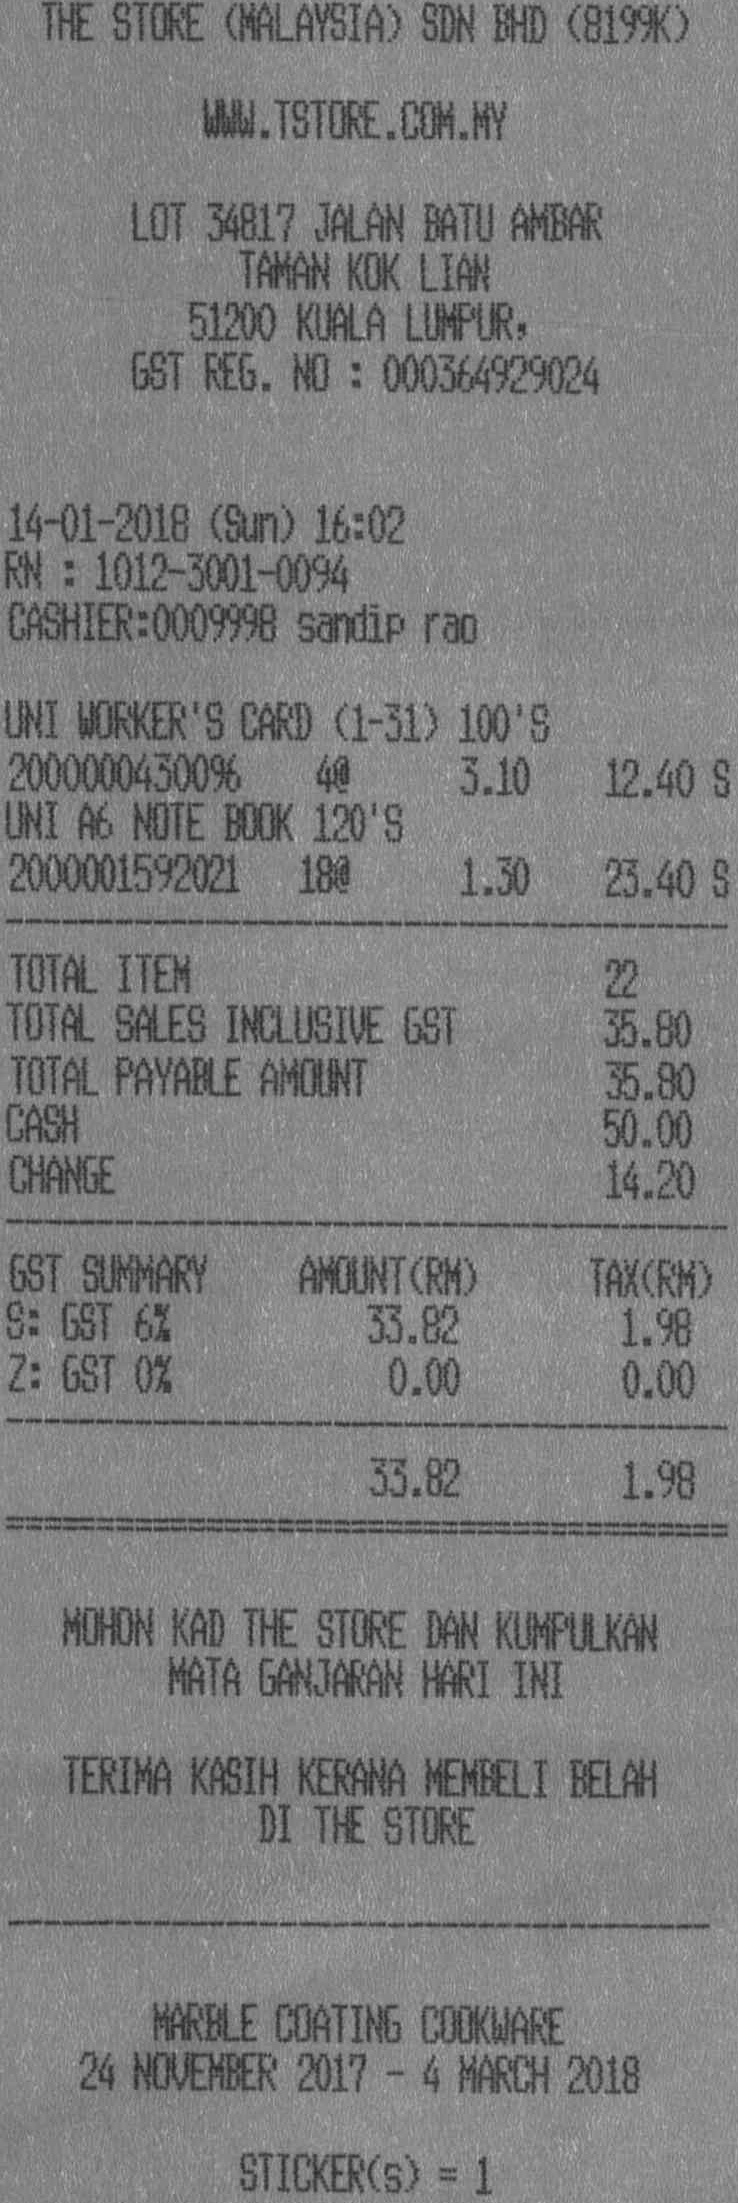 THE STORE (MALAYSIA) SDN BHD (8199K)
WWW.TSTORE.COM.MY
LOT 34817 JALAN BATU AMBAR
TAMAN KOK LIAN
51200 KUALA LUMPUR,
GST REG. NO : 000364929024
14-01-2018 (Sun) 16:02
RN : 1012-3001-0094
CASHIER:0009998 sandip rao
UNI WORKER'S CARD (1-31) 100'S
2000000430096 4@ 3.10 12.40 S
UNI A6 NOTE BOOK 120'S
2000001592021 18@ 1.30 23.40 S
TOTAL ITEM 22
TOTAL SALES INCLUSIVE GST 35.80
TOTAL PAYABLE AMOUNT 35.80
CASH 50.00
CHANGE 14.20
GST SUMMARY AMOUNT(RM) TAX(RM)
S: GST 6% 33.82 1.98
Z: GST 0% 0.00 0.00
33.82 1.98
MOHON KAD THE STORE DAN KUMPULKAN
MATA GANJARAN HARI INI
TERIMA KASIH KERANA MEMBELI BELAH
DI THE STORE
MARBLE COATING COOKWARE
24 NOVEMBER 2017 - 4 MARCH 2018
STICKER(s) = 1